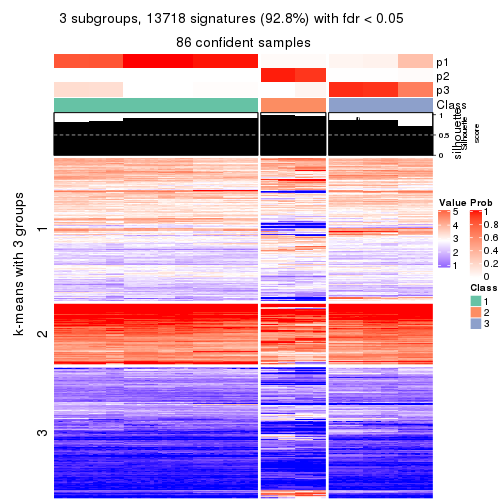 3 subgroups, 13718 signatures (92.8%) with fdr < 0.05
86 confident samples
p1
p2
p3
Class
1
0.5
0
silhouette
Silhouette
score
k-means with 3 groups
1
2
3
Value
5
4
3
2
1
Prob
1
0.8
0.6
0.4
0.2
0
Class
1
2
3